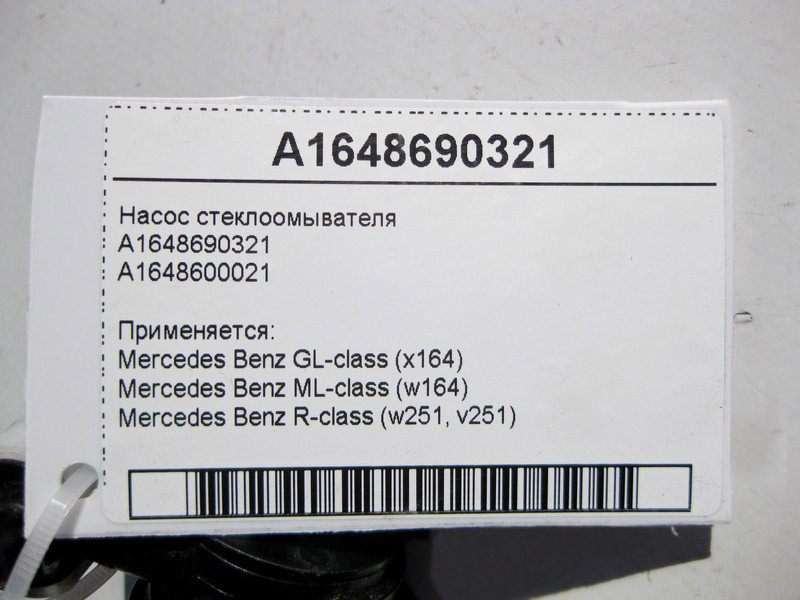 A1648690321
Насос стеклоомывателя
A1648690321
A1648600021
Применяется:
Mercedes Benz GL-class (x164)
Mercedes Benz ML-class (w164)
Mercedes Benz R-class (w251, v251)